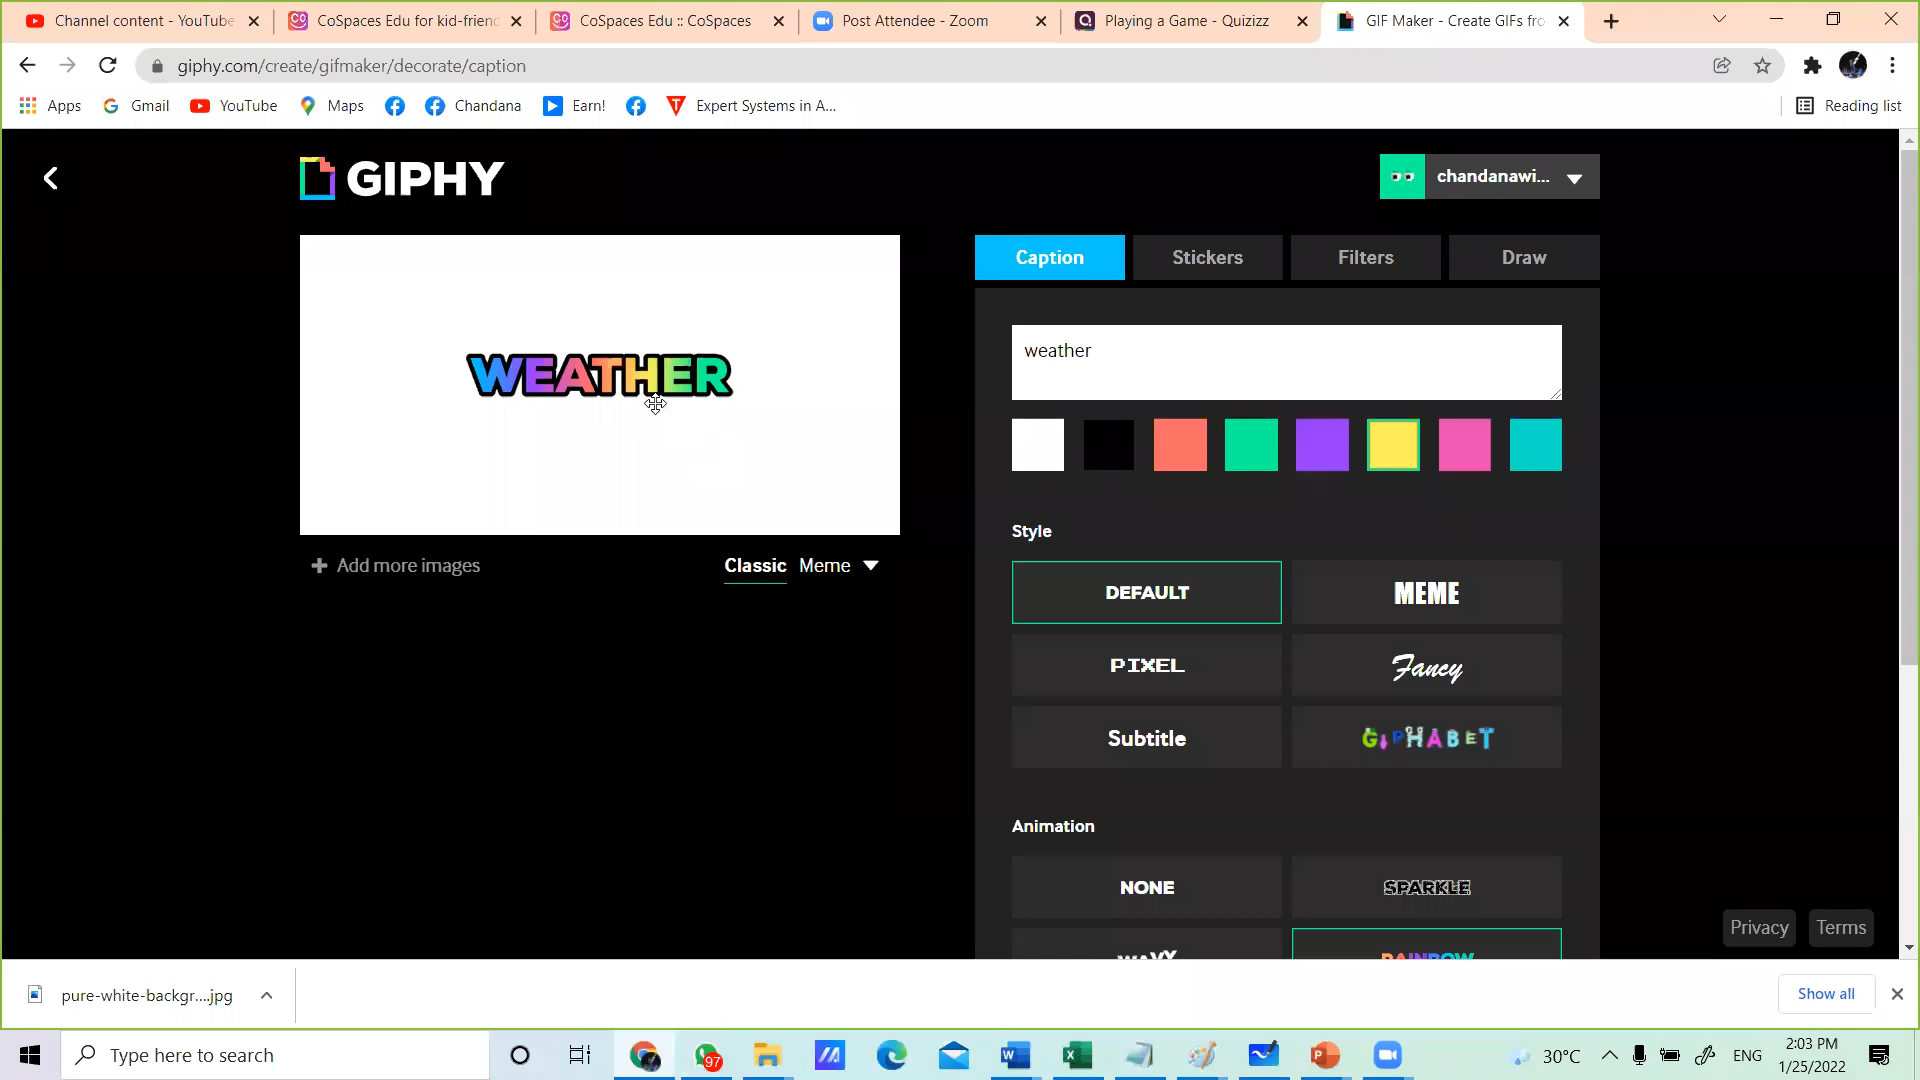 Channel content - YouTube
CoSpaces Edu for kid-frien
CoSpaces Edu :: CoSpaces
Post Attendee - Zoom
Playing a Game - Quizizz
GIF Maker - Create GIFs fro
giphy.com/create/gifmaker/decorate/caption
Apps
Gmail
YouTube
Maps
Chandana
Earn!
Expert Systems in A...
Reading list
GIPHY
chandanawi...
Caption
Stickers
Filters
Draw
WEATHER
weather
Add more images
Classic
Meme
Style
DEFAULT
MEME
PIXEL
Fancy
Subtitle
GIPHABET
Animation
NONE
SPARKLE
WAVY
RAINBOW
Privacy
Terms
pure-white-backgr....jpg
Show all
Type here to search
97
30°C
ENG
2:03 PM
1/25/2022